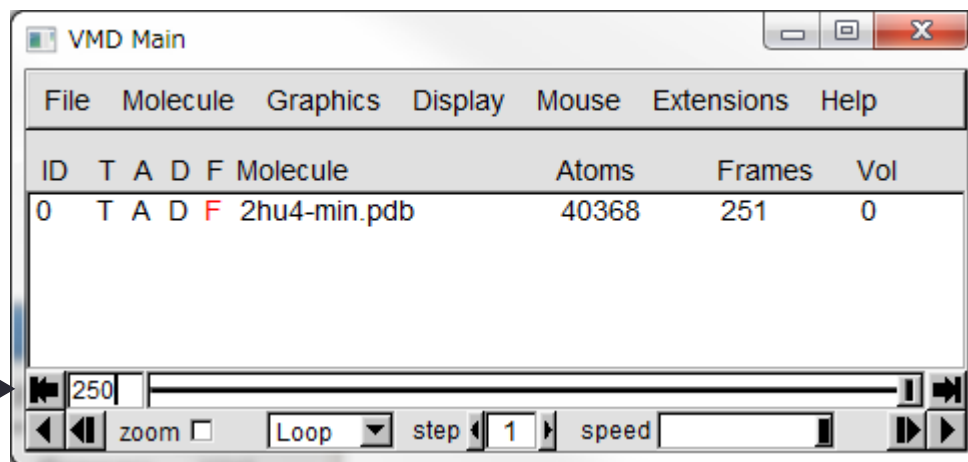 VMD Main
File Molecule Graphics Display Mouse Extensions Help
ID T A D F Molecule Atoms Frames Vol
0 T A D F 2hu4-min.pdb 40368 251 0
250
zoom Loop step 1 speed